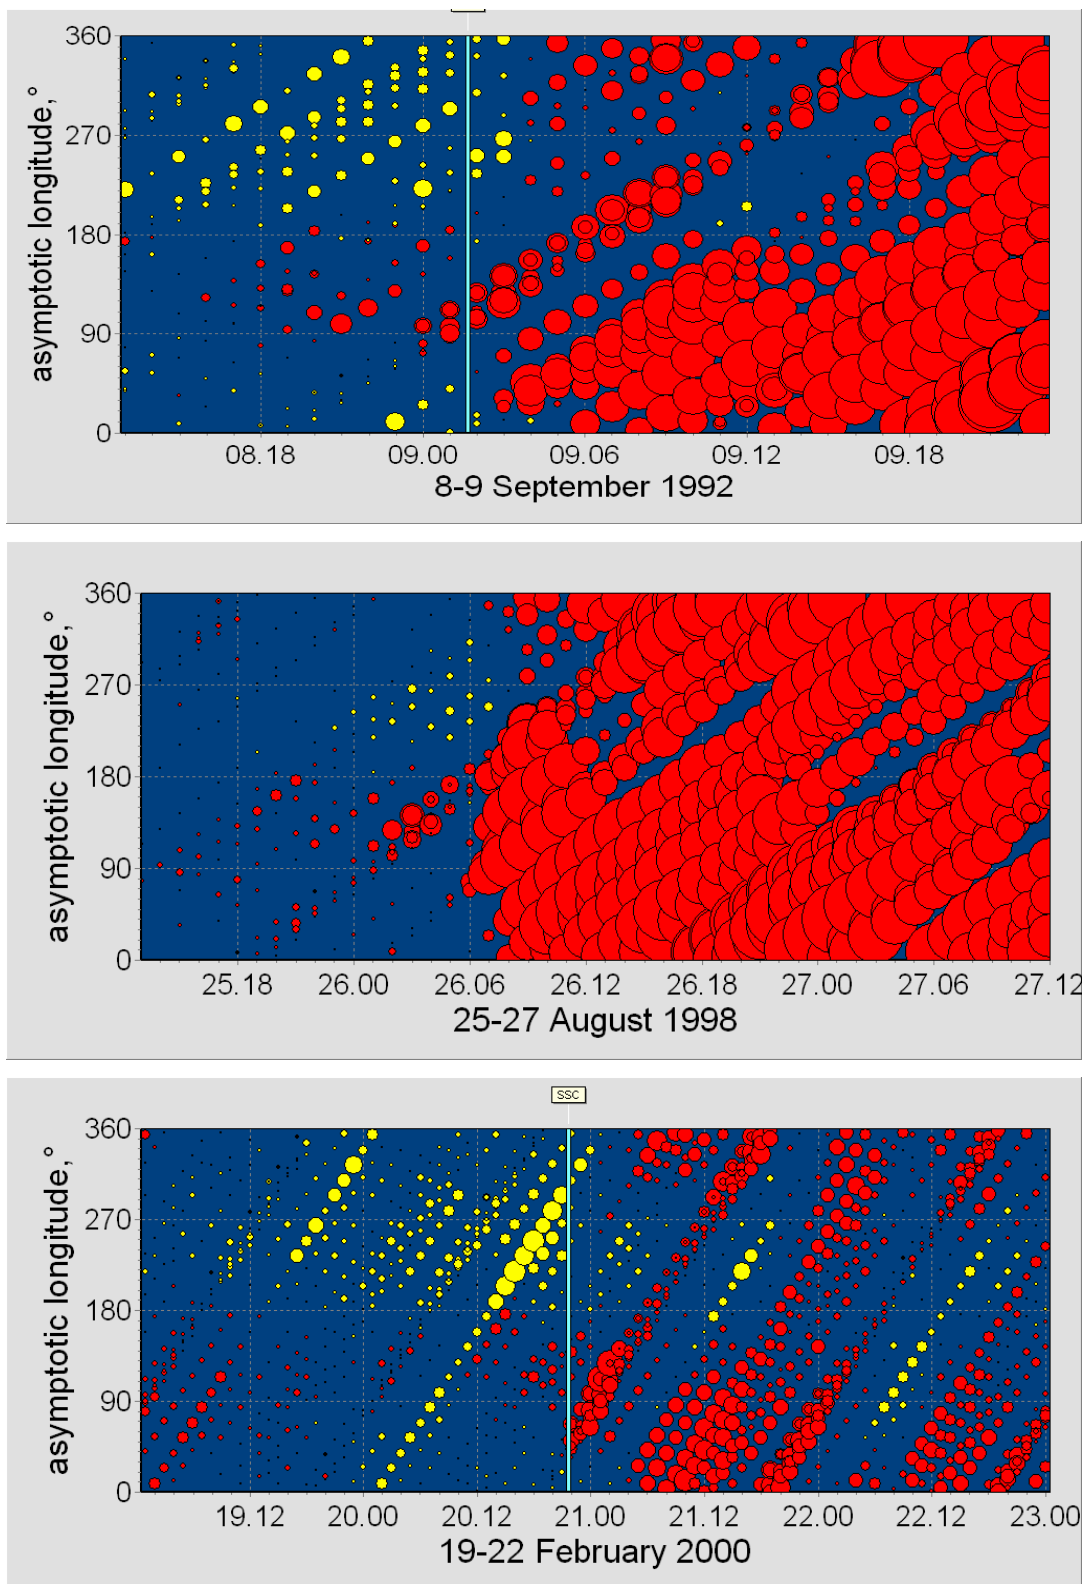 360
270
180
90
0
asymptotic longitude,°
08.18 09.00 09.06 09.12 09.18
8-9 September 1992
360
270
180
90
0
asymptotic longitude,°
25.18 26.00 26.06 26.12 26.18 27.00 27.06 27.12
25-27 August 1998
SSC
360
270
180
90
0
asymptotic longitude,°
19.12 20.00 20.12 21.00 21.12 22.00 22.12 23.00
19-22 February 2000